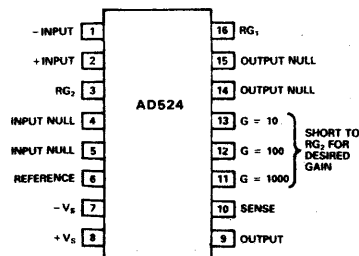 − INPUT 1
+ INPUT 2
RG₂ 3
INPUT NULL 4
INPUT NULL 5
REFERENCE 6
− Vₛ 7
+ Vₛ 8
AD524
16 RG₁
15 OUTPUT NULL
14 OUTPUT NULL
13 G = 10
12 G = 100
11 G = 1000
10 SENSE
9 OUTPUT
SHORT TO
RG₂ FOR
DESIRED
GAIN